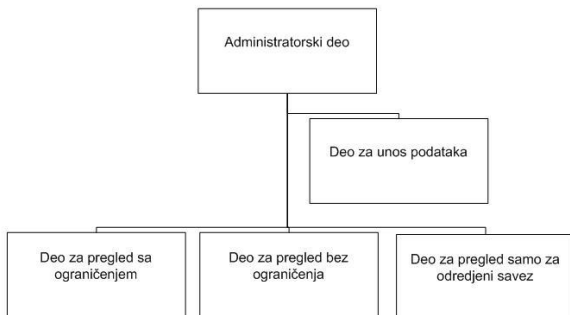 Administratorski deo
Deo za unos podataka
Deo za pregled sa
ograničenjem
Deo za pregled bez
ograničenja
Deo za pregled samo za
odredjeni savez